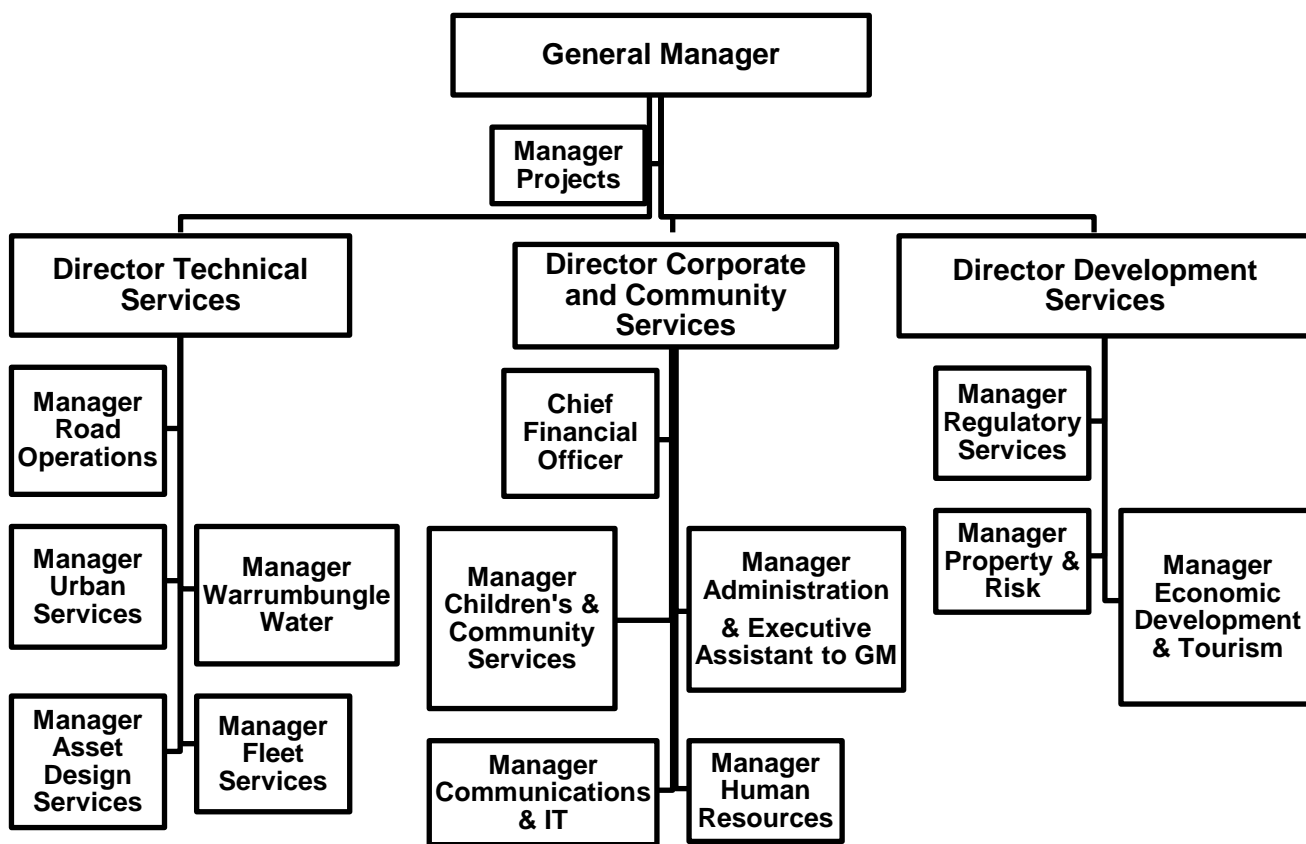 General Manager
Manager
Projects
Director Technical
Services
Director Corporate
and Community
Services
Director Development
Services
Manager
Road
Operations
Chief
Financial
Officer
Manager
Regulatory
Services
Manager
Urban
Services
Manager
Warrumbungle
Water
Manager
Children's &
Community
Services
Manager
Administration
& Executive
Assistant to GM
Manager
Property &
Risk
Manager
Economic
Development
& Tourism
Manager
Asset
Design
Services
Manager
Fleet
Services
Manager
Communications
& IT
Manager
Human
Resources